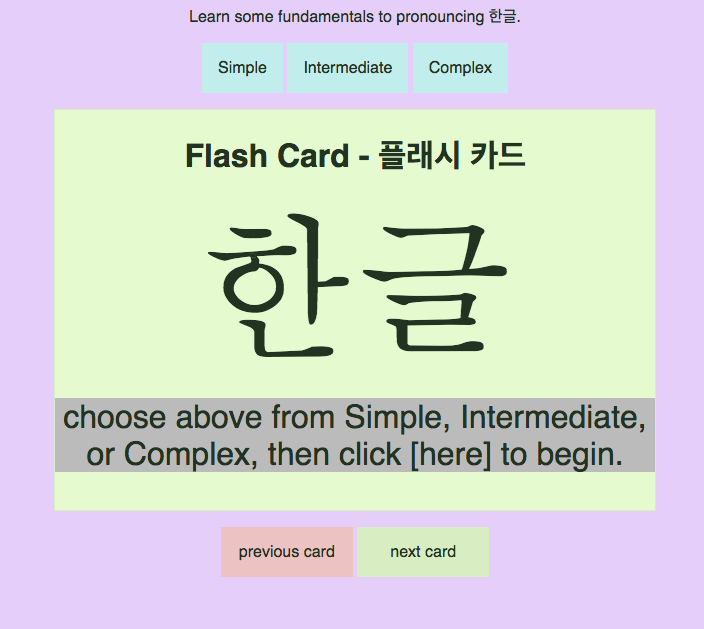 Learn some fundamentals to pronouncing 한글.
Simple Intermediate Complex
Flash Card - 플래시 카드
한글
choose above from Simple, Intermediate,
or Complex, then click [here] to begin.
previous card next card